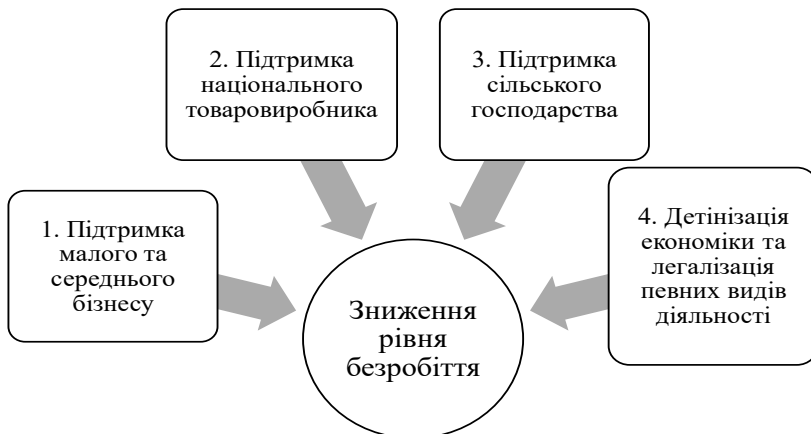 1. Підтримка
малого та
середнього
бізнесу
2. Підтримка
національного
товаровиробника
3. Підтримка
сільського
господарства
4. Детінізація
економіки та
легалізація
певних видів
діяльності
Зниження
рівня
безробіття